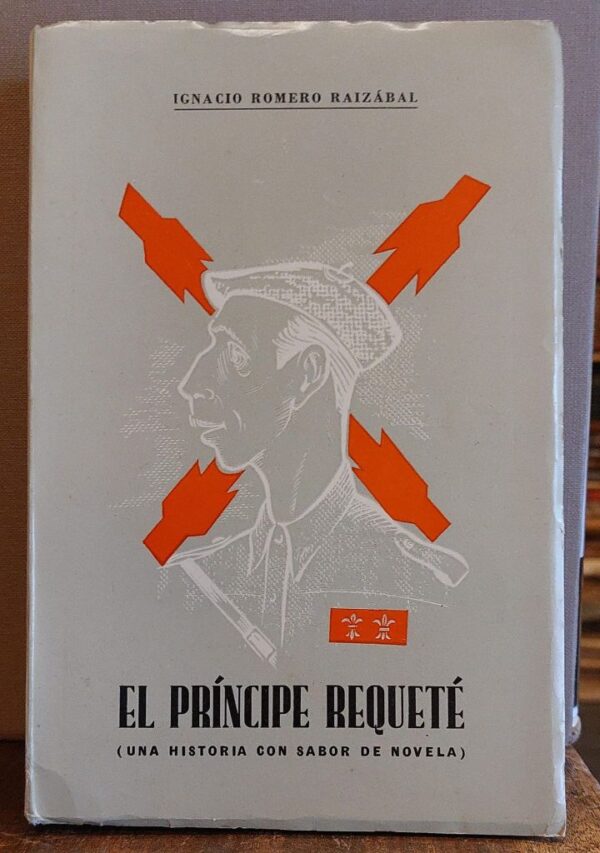 IGNACIO ROMERO RAIZÁBAL
EL PRÍNCIPE REQUETÉ
(UNA HISTORIA CON SABOR DE NOVELA)